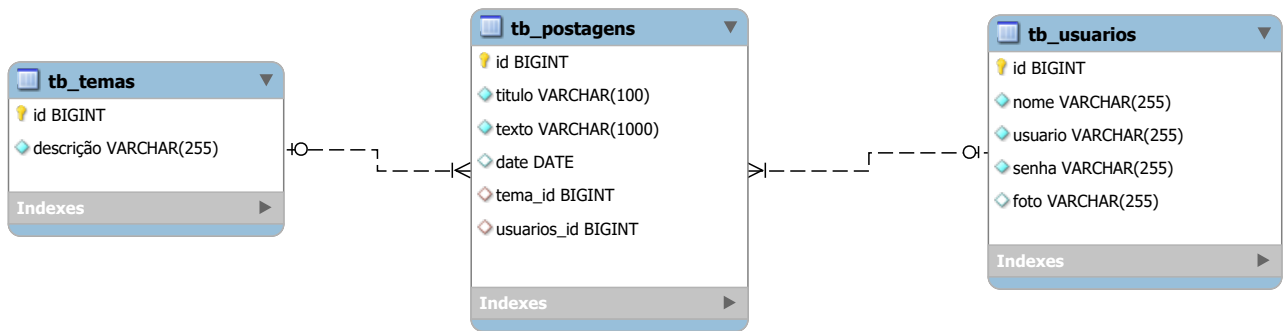 tb_temas
id BIGINT
descrição VARCHAR(255)
Indexes
tb_postagens
id BIGINT
titulo VARCHAR(100)
texto VARCHAR(1000)
date DATE
tema_id BIGINT
usuarios_id BIGINT
Indexes
tb_usuarios
id BIGINT
nome VARCHAR(255)
usuario VARCHAR(255)
senha VARCHAR(255)
foto VARCHAR(255)
Indexes